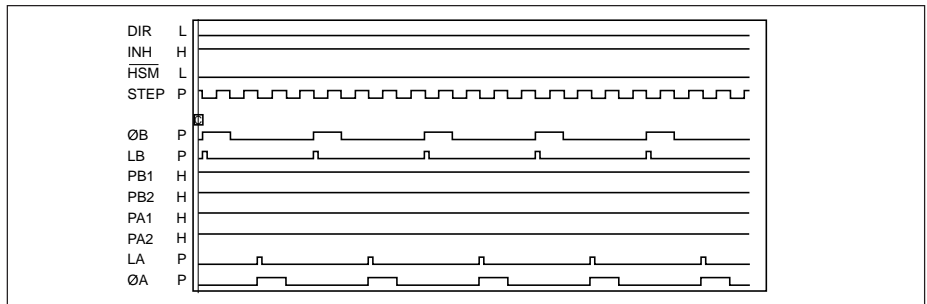 DIR L
INH H
HSM L
STEP P
C
ØB P
LB P
PB1 H
PB2 H
PA1 H
PA2 H
LA P
ØA P